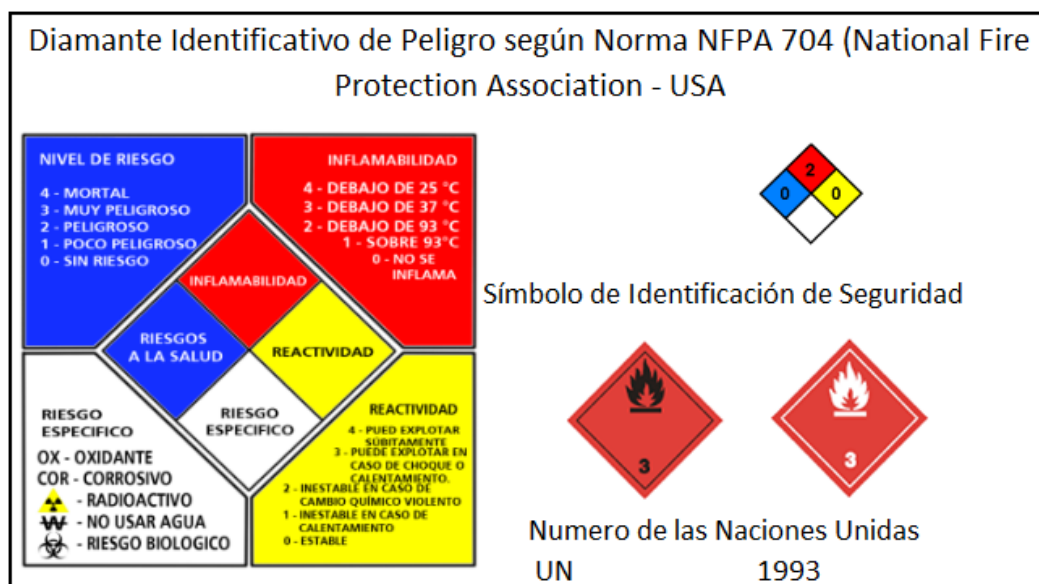 Diamante Identificativo de Peligro según Norma NFPA 704 (National Fire
Protection Association - USA
NIVEL DE RIESGO
4 - MORTAL
3 - MUY PELIGROSO
2 - PELIGROSO
1 - POCO PELIGROSO
0 - SIN RIESGO
INFLAMABILIDAD
4 - DEBAJO DE 25 °C
3 - DEBAJO DE 37 °C
2 - DEBAJO DE 93 °C
1 - SOBRE 93°C
0 - NO SE
INFLAMA
INFLAMABILIDAD
RIESGOS
A LA SALUD
REACTIVIDAD
RIESGO
ESPECIFICO
RIESGO
ESPECIFICO
OX - OXIDANTE
COR - CORROSIVO
- RADIOACTIVO
W - NO USAR AGUA
- RIESGO BIOLOGICO
REACTIVIDAD
4 - PUED EXPLOTAR
SÚBITAMENTE
3 - PUEDE EXPLOTAR EN
CASO DE CHOQUE O
CALENTAMIENTO.
2 - INESTABLE EN CASO DE
CAMBIO QUÍMICO VIOLENTO
1 - INESTABLE EN CASO DE
CALENTAMIENTO
0 - ESTABLE
2
0 0
Símbolo de Identificación de Seguridad
3 3
Numero de las Naciones Unidas
UN 1993